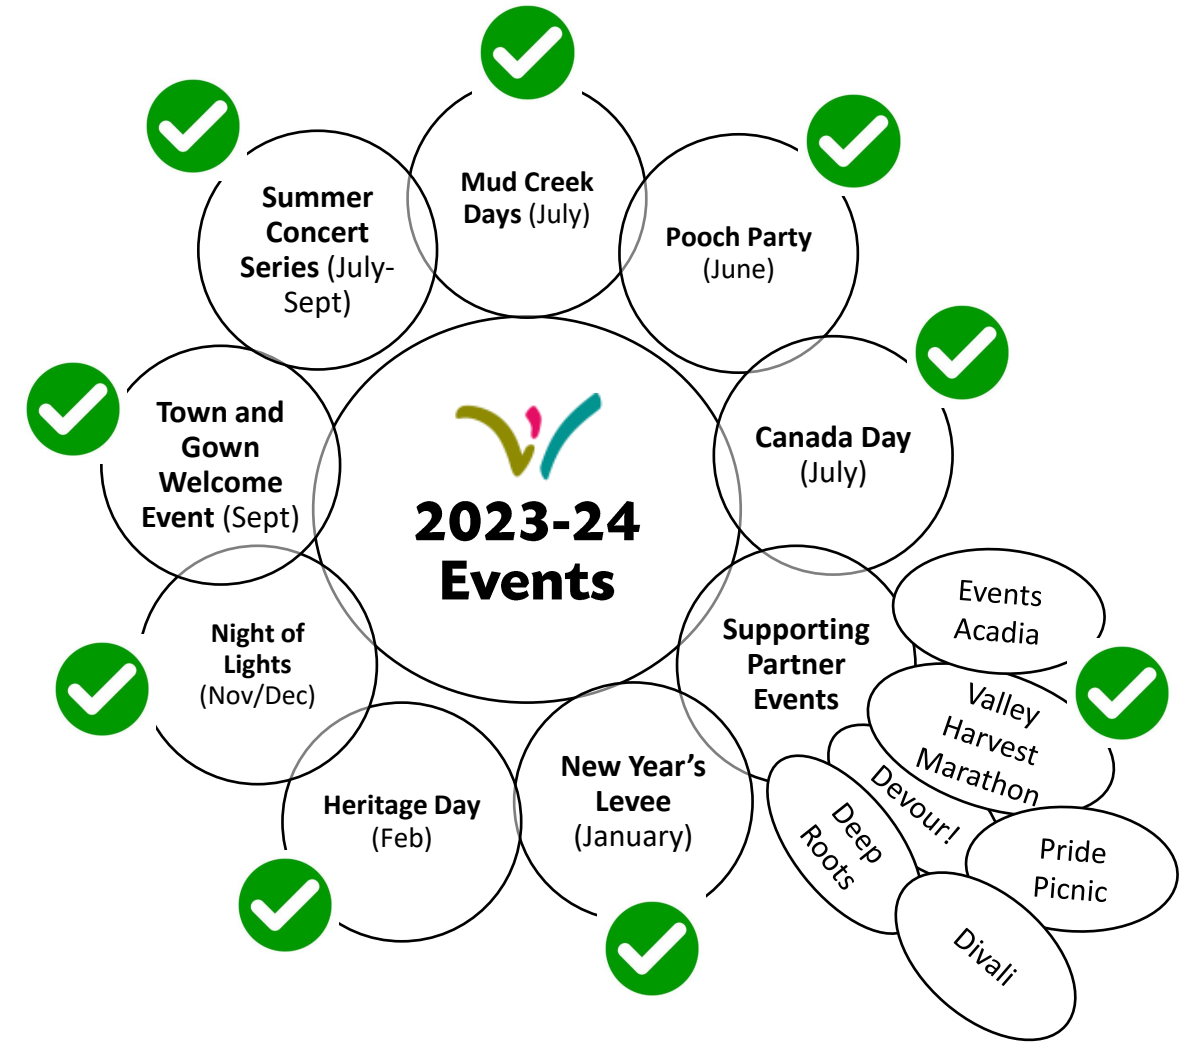 2023-24
Events
Mud Creek
Days (July)
Pooch Party
(June)
Canada Day
(July)
Supporting
Partner
Events
Events
Acadia
Valley
Harvest
Marathon
Devour!
Pride
Picnic
Deep
Roots
Divali
New Year’s
Levee
(January)
Heritage Day
(Feb)
Night of
Lights
(Nov/Dec)
Town and
Gown
Welcome
Event (Sept)
Summer
Concert
Series (July-
Sept)